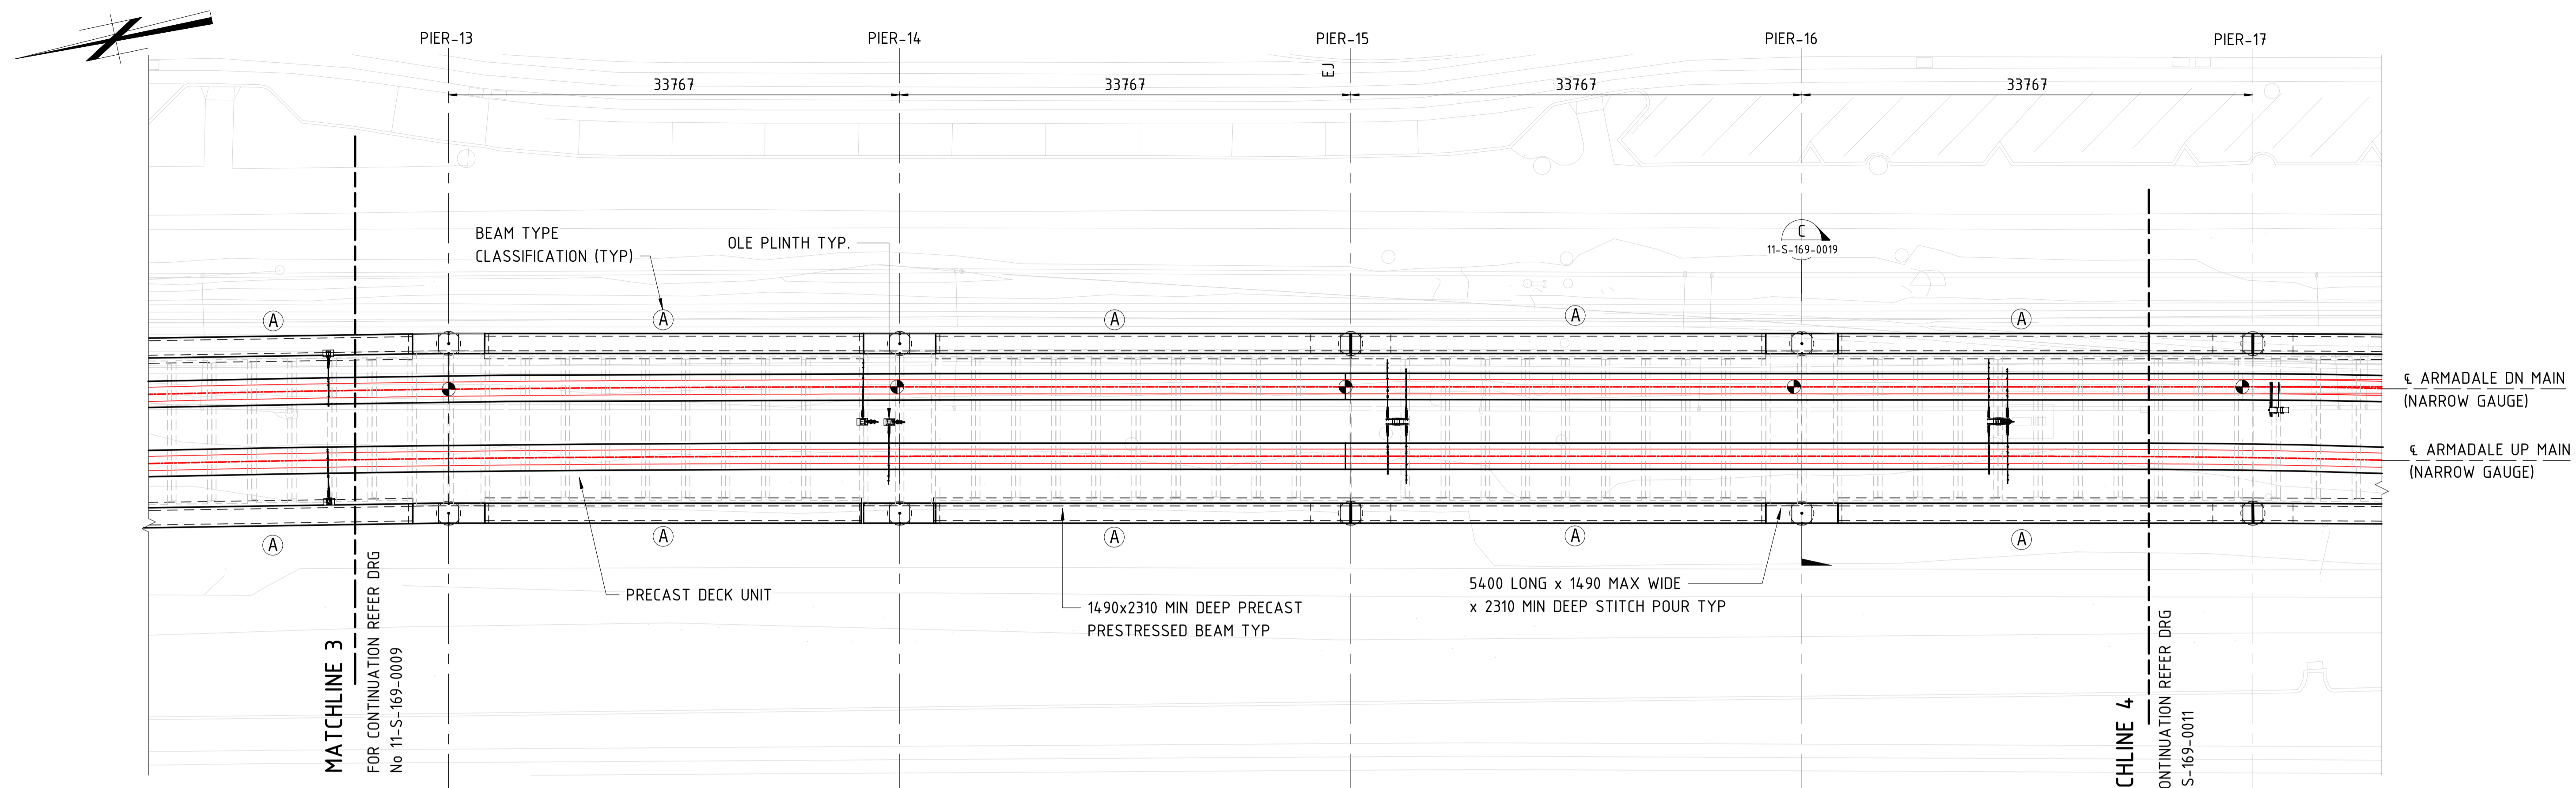 PIER-13
PIER-14
PIER-15
PIER-16
PIER-17
33767
33767
EJ
33767
33767
BEAM TYPE
CLASSIFICATION (TYP)
OLE PLINTH TYP.
C
11-S-169-0019
A
A
A
A
A
℄ ARMADALE DN MAIN
(NARROW GAUGE)
℄ ARMADALE UP MAIN
(NARROW GAUGE)
A
A
A
A
A
PRECAST DECK UNIT
1490x2310 MIN DEEP PRECAST
PRESTRESSED BEAM TYP
5400 LONG x 1490 MAX WIDE
x 2310 MIN DEEP STITCH POUR TYP
MATCHLINE 3
FOR CONTINUATION REFER DRG
No 11-S-169-0009
CHLINE 4
ONTINUATION REFER DRG
S-169-0011